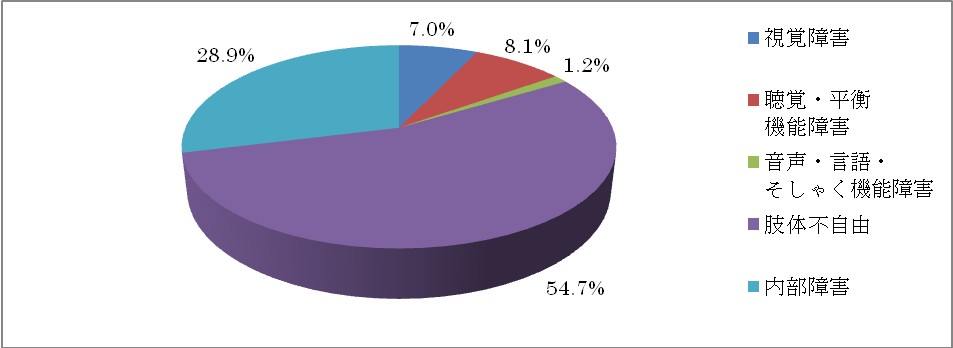 7.0%
8.1%
1.2%
28.9%
54.7%
視覚障害
聴覚・平衡
機能障害
音声・言語・
そしゃく機能障害
肢体不自由
内部障害